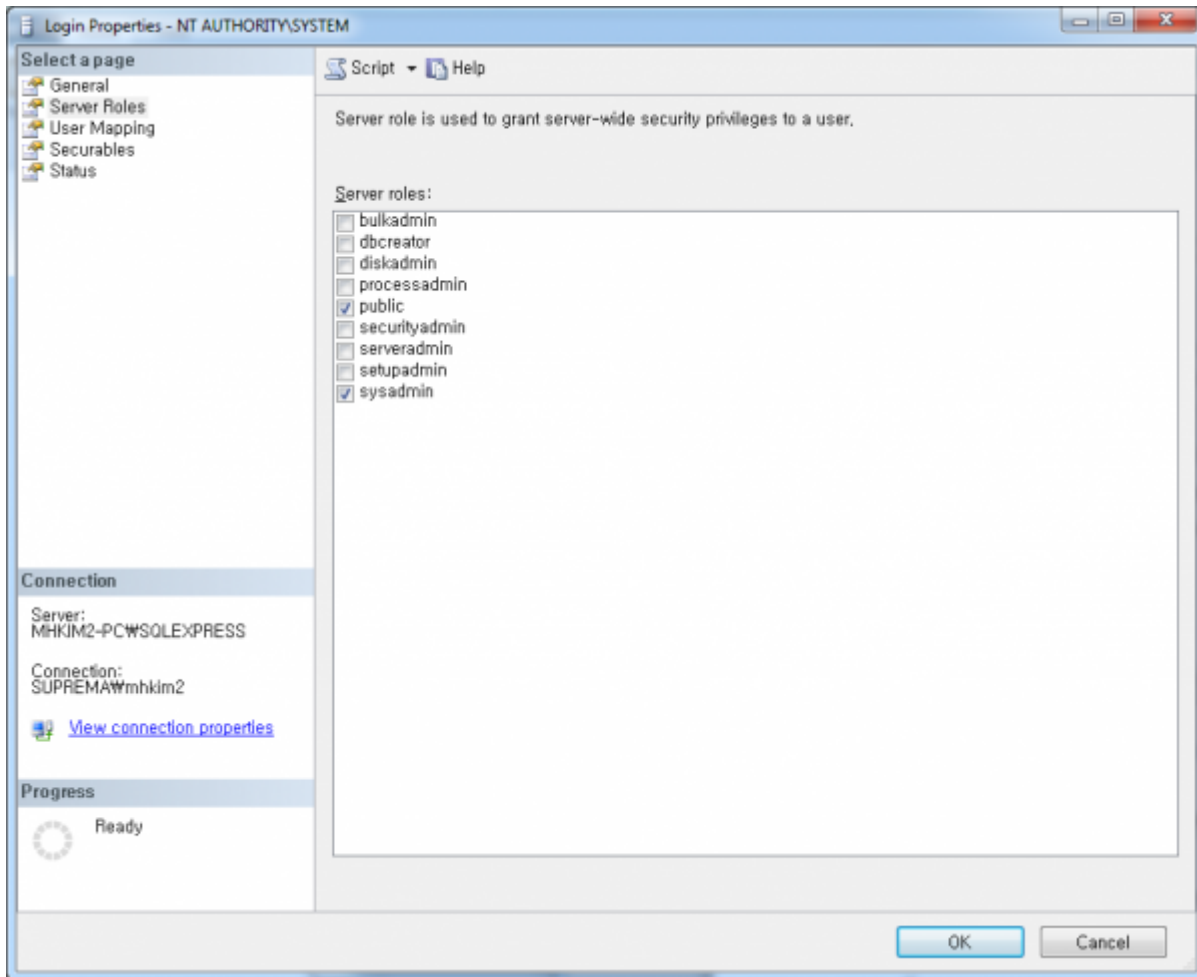 Login Properties - NT AUTHORITY\SYSTEM
Select a page
General
Server Roles
User Mapping
Securables
Status
Script
Help
Server role is used to grant server-wide security privileges to a user,
Server roles:
bulkadmin
dbcreator
diskadmin
processadmin
public
securityadmin
serveradmin
setupadmin
sysadmin
Connection
Server:
MHKIM2-PC₩SQLEXPRESS
Connection:
SUPREMA₩mhkim2
View connection properties
Progress
Ready
OK
Cancel